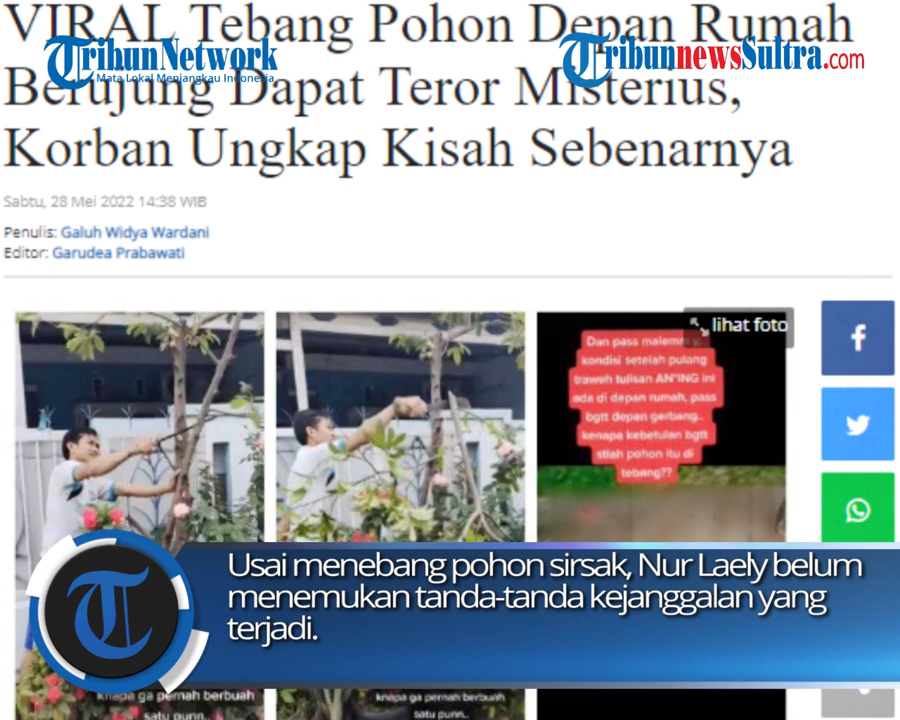 VIRAL Tebang Pohon Depan Rumah
TribunNetwork
Mata Lokal Menjangkau Indonesia
TribunnewsSultra.com
Berujung Dapat Teror Misterius,
Korban Ungkap Kisah Sebenarnya
Sabtu, 28 Mei 2022 14:38 WIB
Penulis: Galuh Widya Wardani
Editor: Garudea Prabawati
lihat foto
Dan pass malemny,
kondisi setelah pulang
traweh tulisan AN*ING ini
ada di depan rumah, pass
bgtt depan gerbang..
kenapa kebetulan bgt
stlah pohon itu di
tebang??
f
Usai menebang pohon sirsak, Nur Laely belum
menemukan tanda-tanda kejanggalan yang
terjadi.
T
knapa ga pernah berbuah
satu punn..
knapa ga pernah berbuah
satu punn..